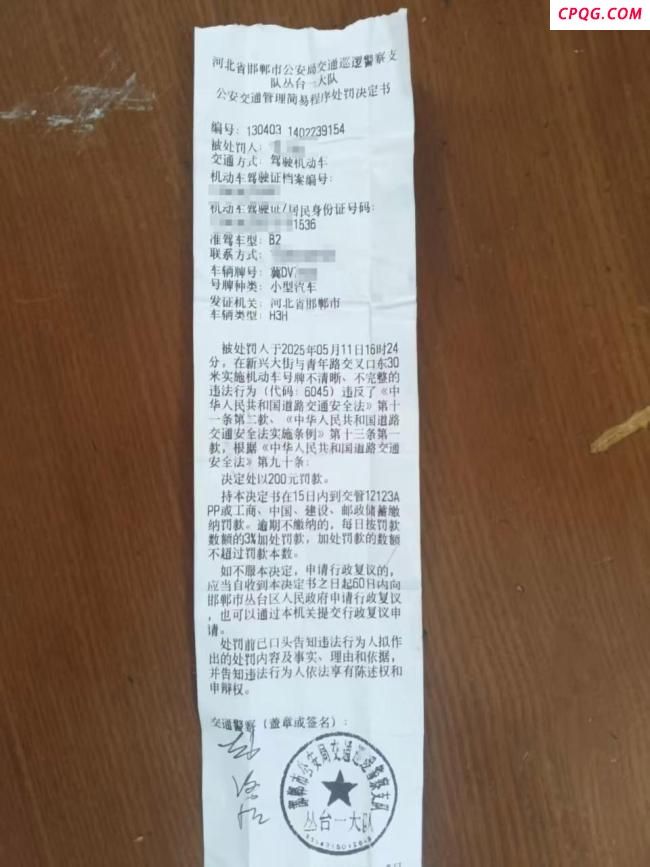 CPQG.COM
河北省邯郸市公安局交通巡逻警察支
队丛台一大队
公安交通管理简易程序处罚决定书
编号: 130403 1402239154
被处罚人:
交通方式: 驾驶机动车
机动车驾驶证档案编号:
机动车驾驶证/居民身份证号码:
1536
准驾车型: B2
联系方式:
车辆牌号: 冀DV7
号牌种类: 小型汽车
发证机关: 河北省邯郸市
车辆类型: H3H
被处罚人于2025年05月11日16时24
分, 在新兴大街与青年路交叉口东30
米实施机动车号牌不清晰、不完整的
违法行为 (代码: 6045) 违反了《中
华人民共和国道路交通安全法》第十
一条第二款、《中华人民共和国道路
交通安全法实施条例》第十三条第一
款, 根据《中华人民共和国道路交通
安全法》第九十条:
决定处以200元罚款。
持本决定书在15日内到交管12123A
PP或工商、中国、建设、邮政储蓄缴
纳罚款。逾期不缴纳的, 每日按罚款
数额的3%加处罚款, 加处罚款的数额
不超过罚款本数。
如不服本决定, 申请行政复议的,
应当自收到本决定书之日起60日内向
邯郸市丛台区人民政府申请行政复议
, 也可以通过本机关提交行政复议申
请。
处罚前已口头告知违法行为人拟作
出的处罚内容及事实、理由和依据,
并告知违法行为人依法享有陈述权和
申辩权。
交通警察 (盖章或签名) :
邯郸市公安局交通巡逻警察支队
丛台一大队